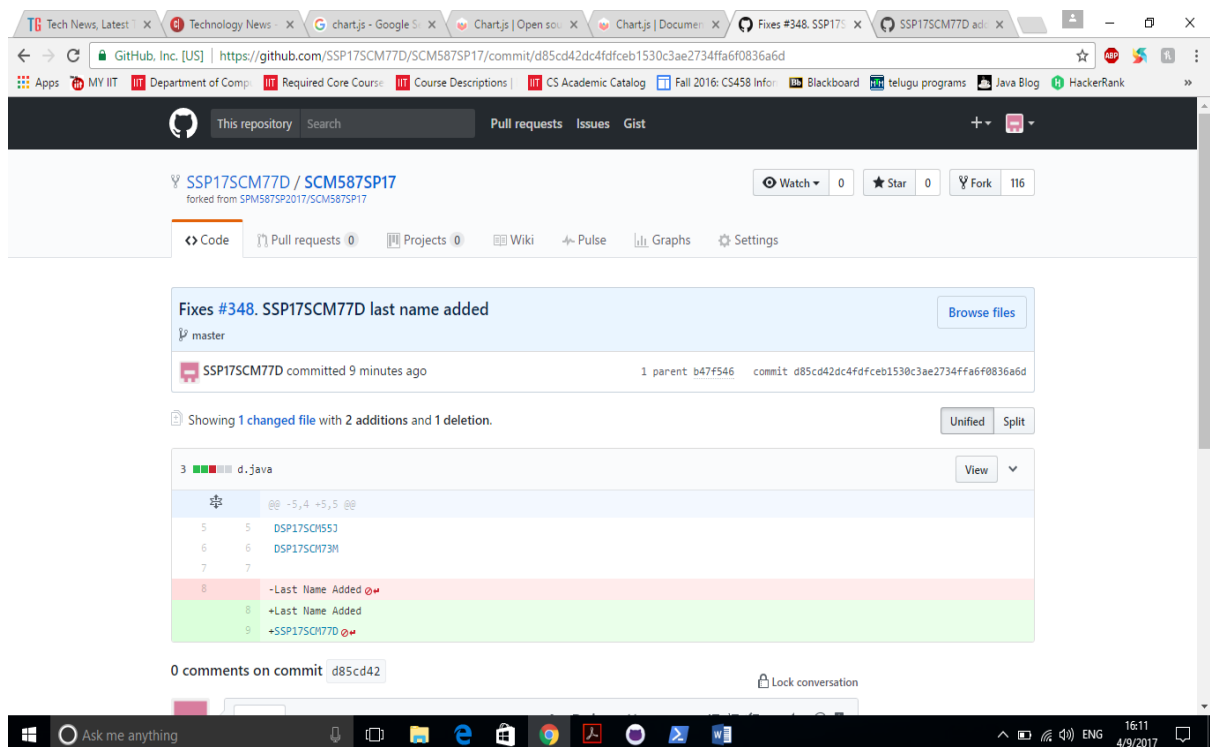 Tech News, Latest T
Technology News -
chart.js - Google Se
Chart.js | Open sou
Chart.js | Documen
Fixes #348. SSP17S
SSP17SCM77D add
GitHub, Inc. [US] | https://github.com/SSP17SCM77D/SCM587SP17/commit/d85cd42dc4fdfceb1530c3ae2734ffa6f0836a6d
Apps MY IIT Department of Comp Required Core Course Course Descriptions | CS Academic Catalog Fall 2016: CS458 Infor Blackboard telugu programs Java Blog HackerRank »
This repository Search Pull requests Issues Gist
SSP17SCM77D / SCM587SP17
forked from SPM587SP2017/SCM587SP17
Watch 0 Star 0 Fork 116
Code Pull requests 0 Projects 0 Wiki Pulse Graphs Settings
Fixes #348. SSP17SCM77D last name added
Browse files
master
SSP17SCM77D committed 9 minutes ago 1 parent b47f546 commit d85cd42dc4fdfceb1530c3ae2734ffa6f0836a6d
Showing 1 changed file with 2 additions and 1 deletion.
Unified Split
3 d.java View
@@ -5,4 +5,5 @@
5 5 DSP17SCM55J
6 6 DSP17SCM73M
7 7
8 -Last Name Added
8 +Last Name Added
9 +SSP17SCM77D
0 comments on commit d85cd42
Lock conversation
Ask me anything
ENG
16:11
4/9/2017